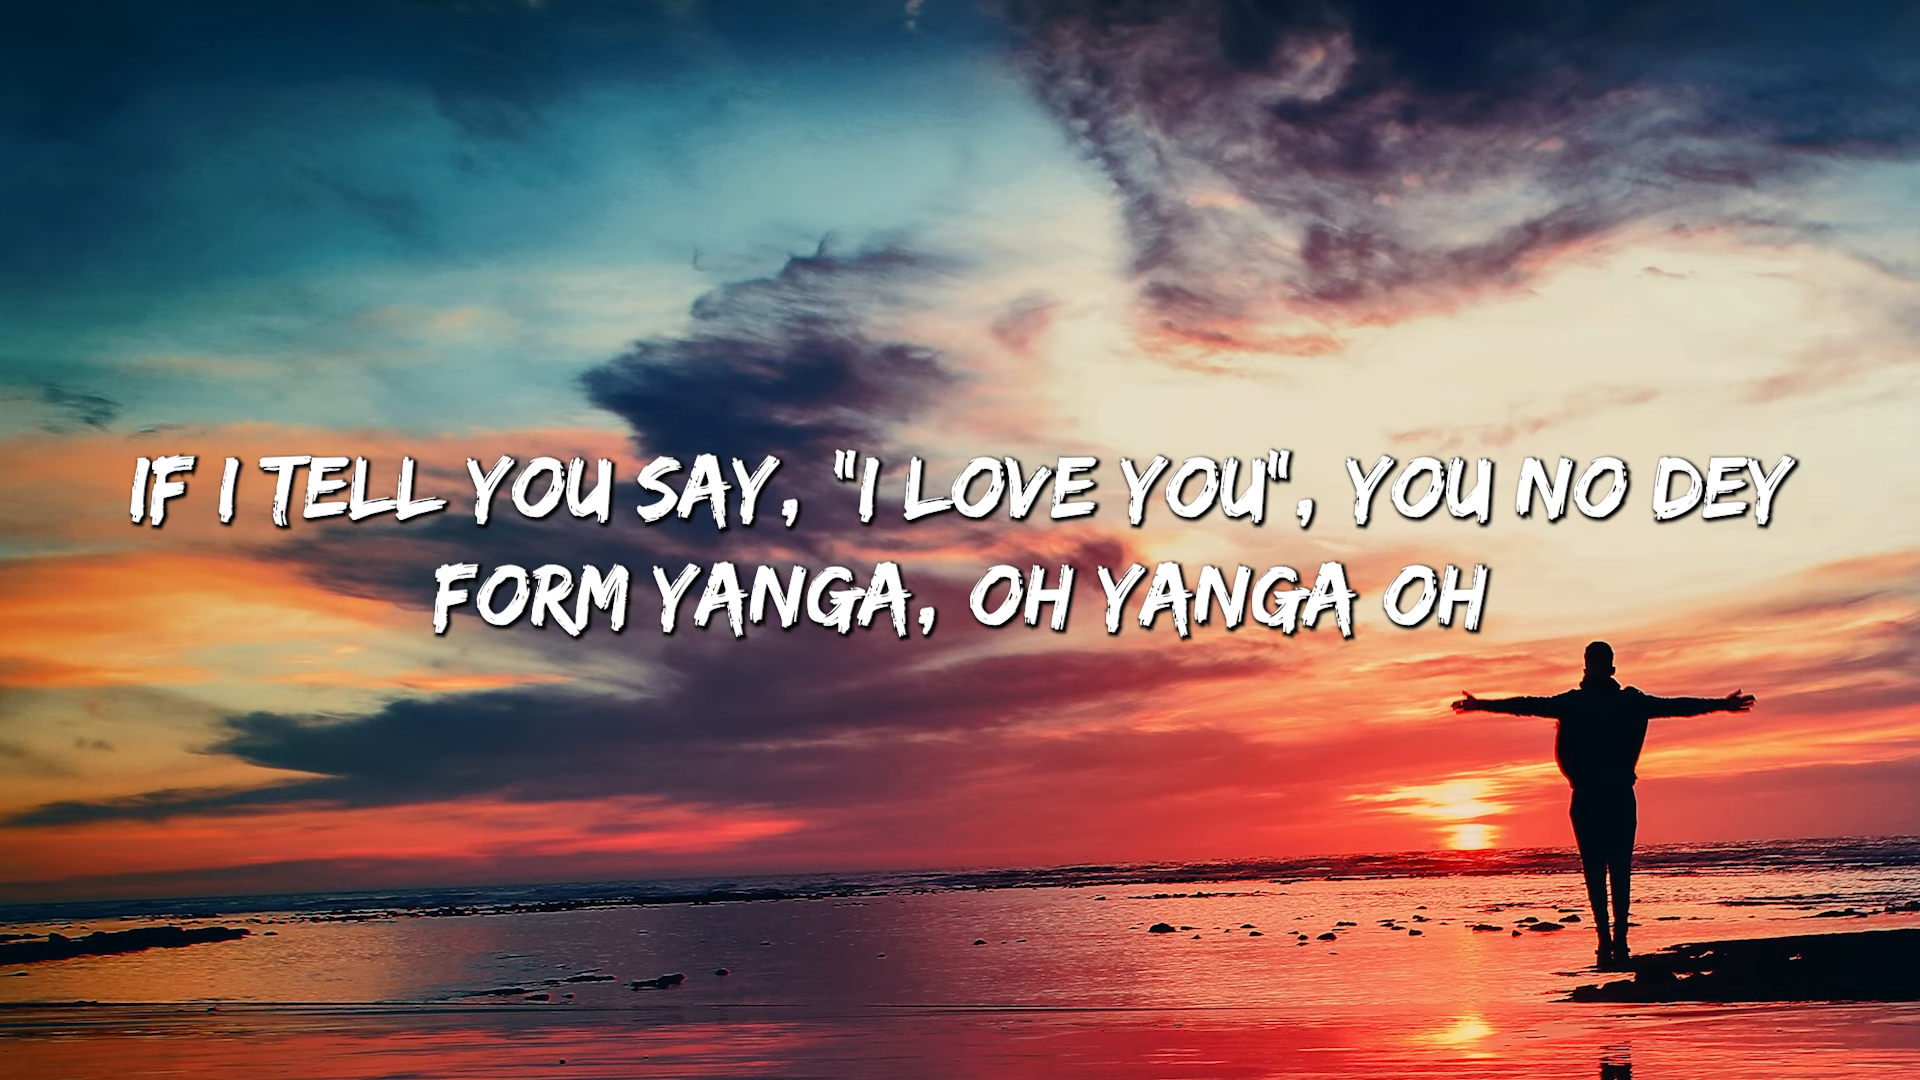 IF I TELL YOU SAY, "I LOVE YOU", YOU NO DEY
FORM YANGA, OH YANGA OH